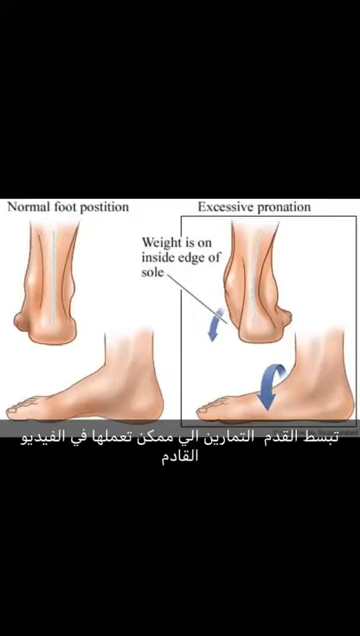 Normal foot postition
Excessive pronation
Weight is on
inside edge of
sole
تبسط القدم  التمارين الي ممكن تعملها في الفيديو
القادم